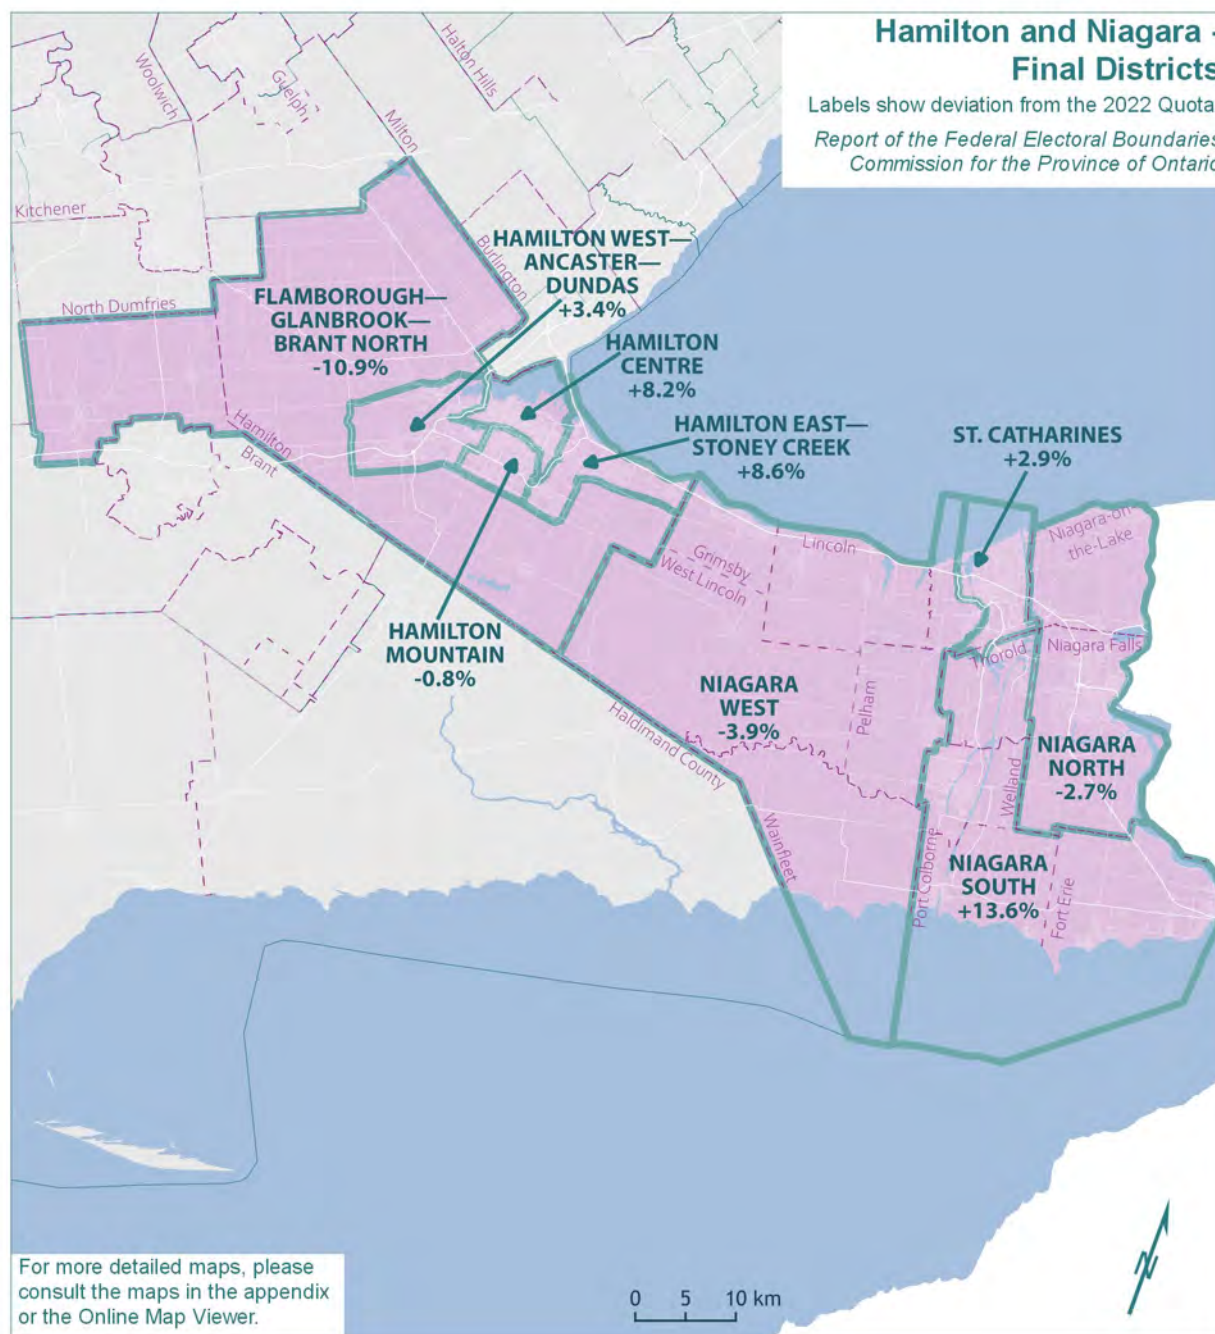 Hamilton and Niagara -
Final Districts
Labels show deviation from the 2022 Quota
Report of the Federal Electoral Boundaries
Commission for the Province of Ontario
Woolwich
Guelph
Milton
Halton Hills
Kitchener
Burlington
North Dumfries
HAMILTON WEST—
ANCASTER—
DUNDAS
+3.4%
FLAMBOROUGH—
GLANBROOK—
BRANT NORTH
-10.9%
HAMILTON
CENTRE
+8.2%
Hamilton
Brant
HAMILTON EAST—
STONEY CREEK
+8.6%
ST. CATHARINES
+2.9%
Lincoln
Niagara-on
the-Lake
Grimsby
West Lincoln
HAMILTON
MOUNTAIN
-0.8%
Thorold
Niagara Falls
NIAGARA
WEST
-3.9%
Pelham
Haldimand County
NIAGARA
NORTH
-2.7%
Welland
Wainfleet
Port Colborne
NIAGARA
SOUTH
+13.6%
Fort Erie
For more detailed maps, please
consult the maps in the appendix
or the Online Map Viewer.
0 5 10 km
N